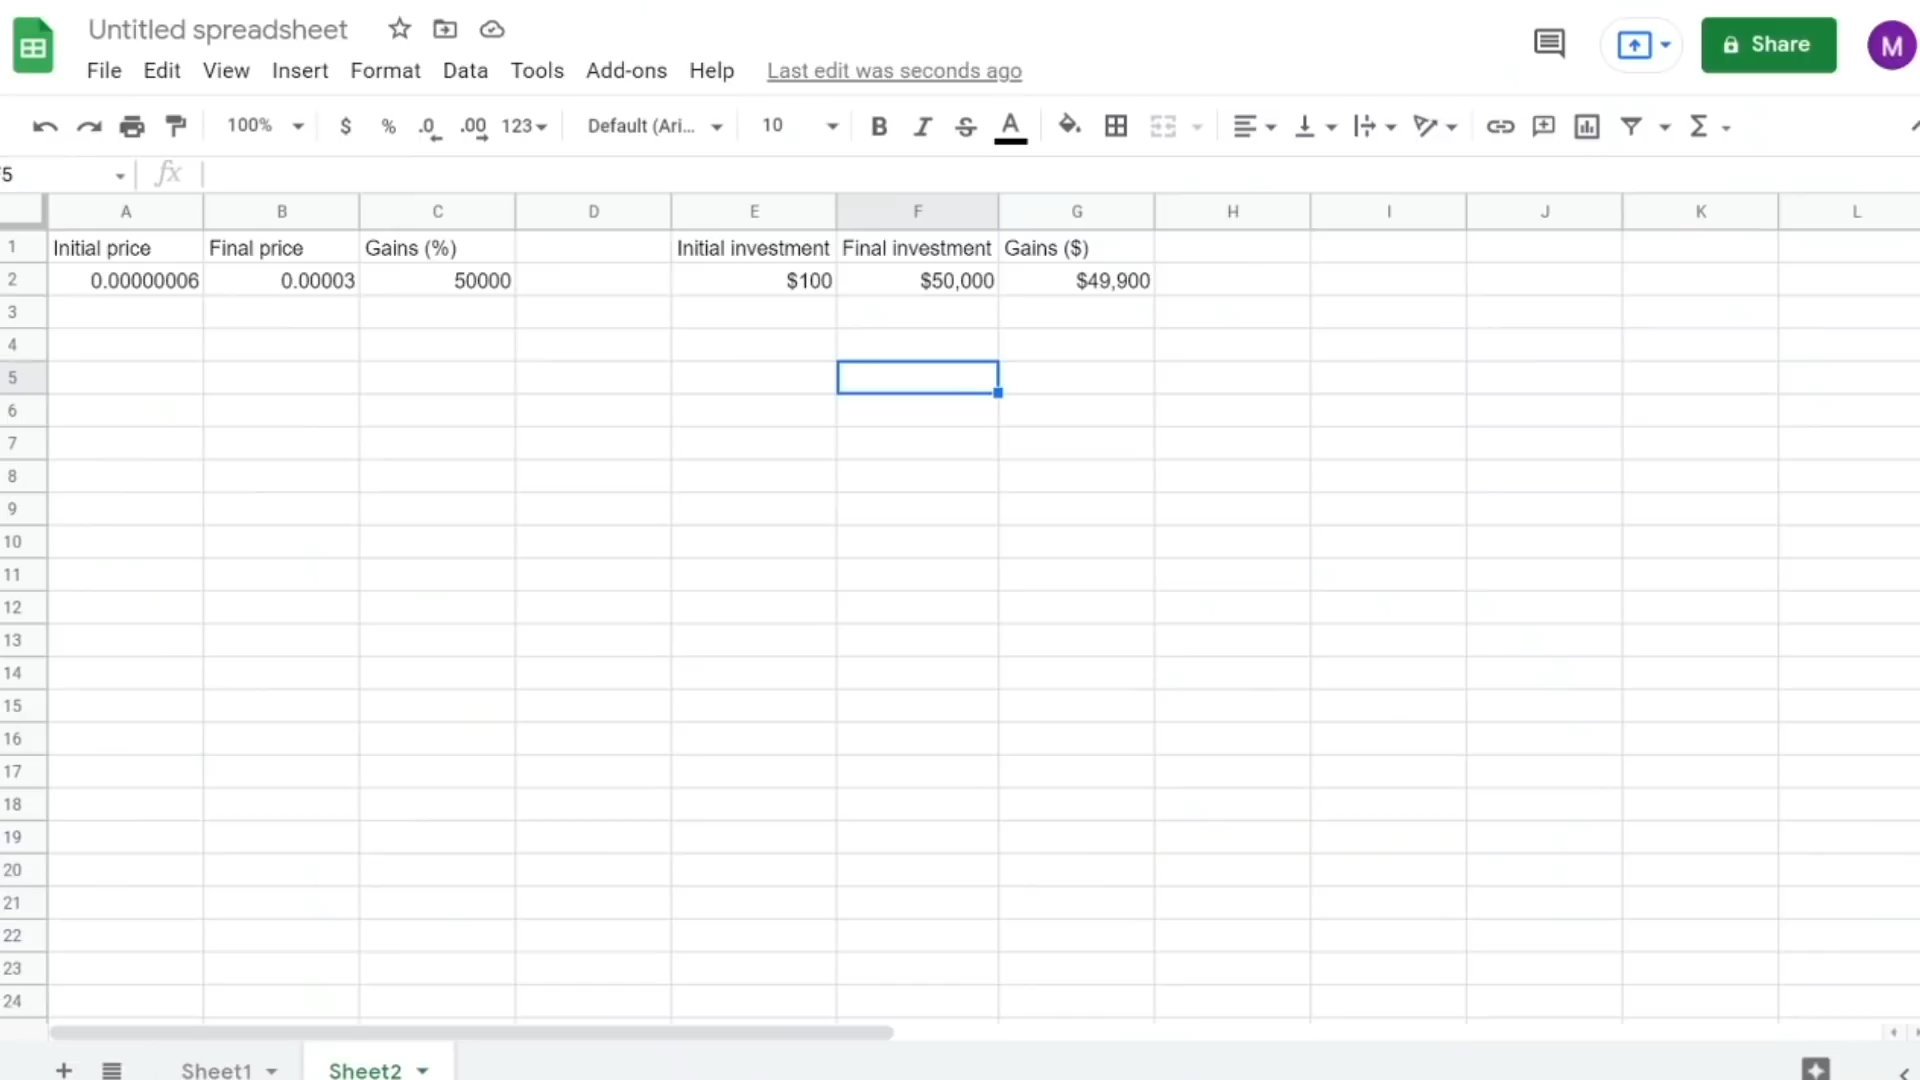 Untitled spreadsheet
File Edit View Insert Format Data Tools Add-ons Help Last edit was seconds ago
Share
M
100% $ % .0 .00 123 Default (Ari... 10 B I S A
5 fx
A B C D E F G H I J K L
1 Initial price Final price Gains (%) Initial investment Final investment Gains ($)
2 0.00000006 0.00003 50000 $100 $50,000 $49,900
3
4
5
6
7
8
9
10
11
12
13
14
15
16
17
18
19
20
21
22
23
24
Sheet1 Sheet2